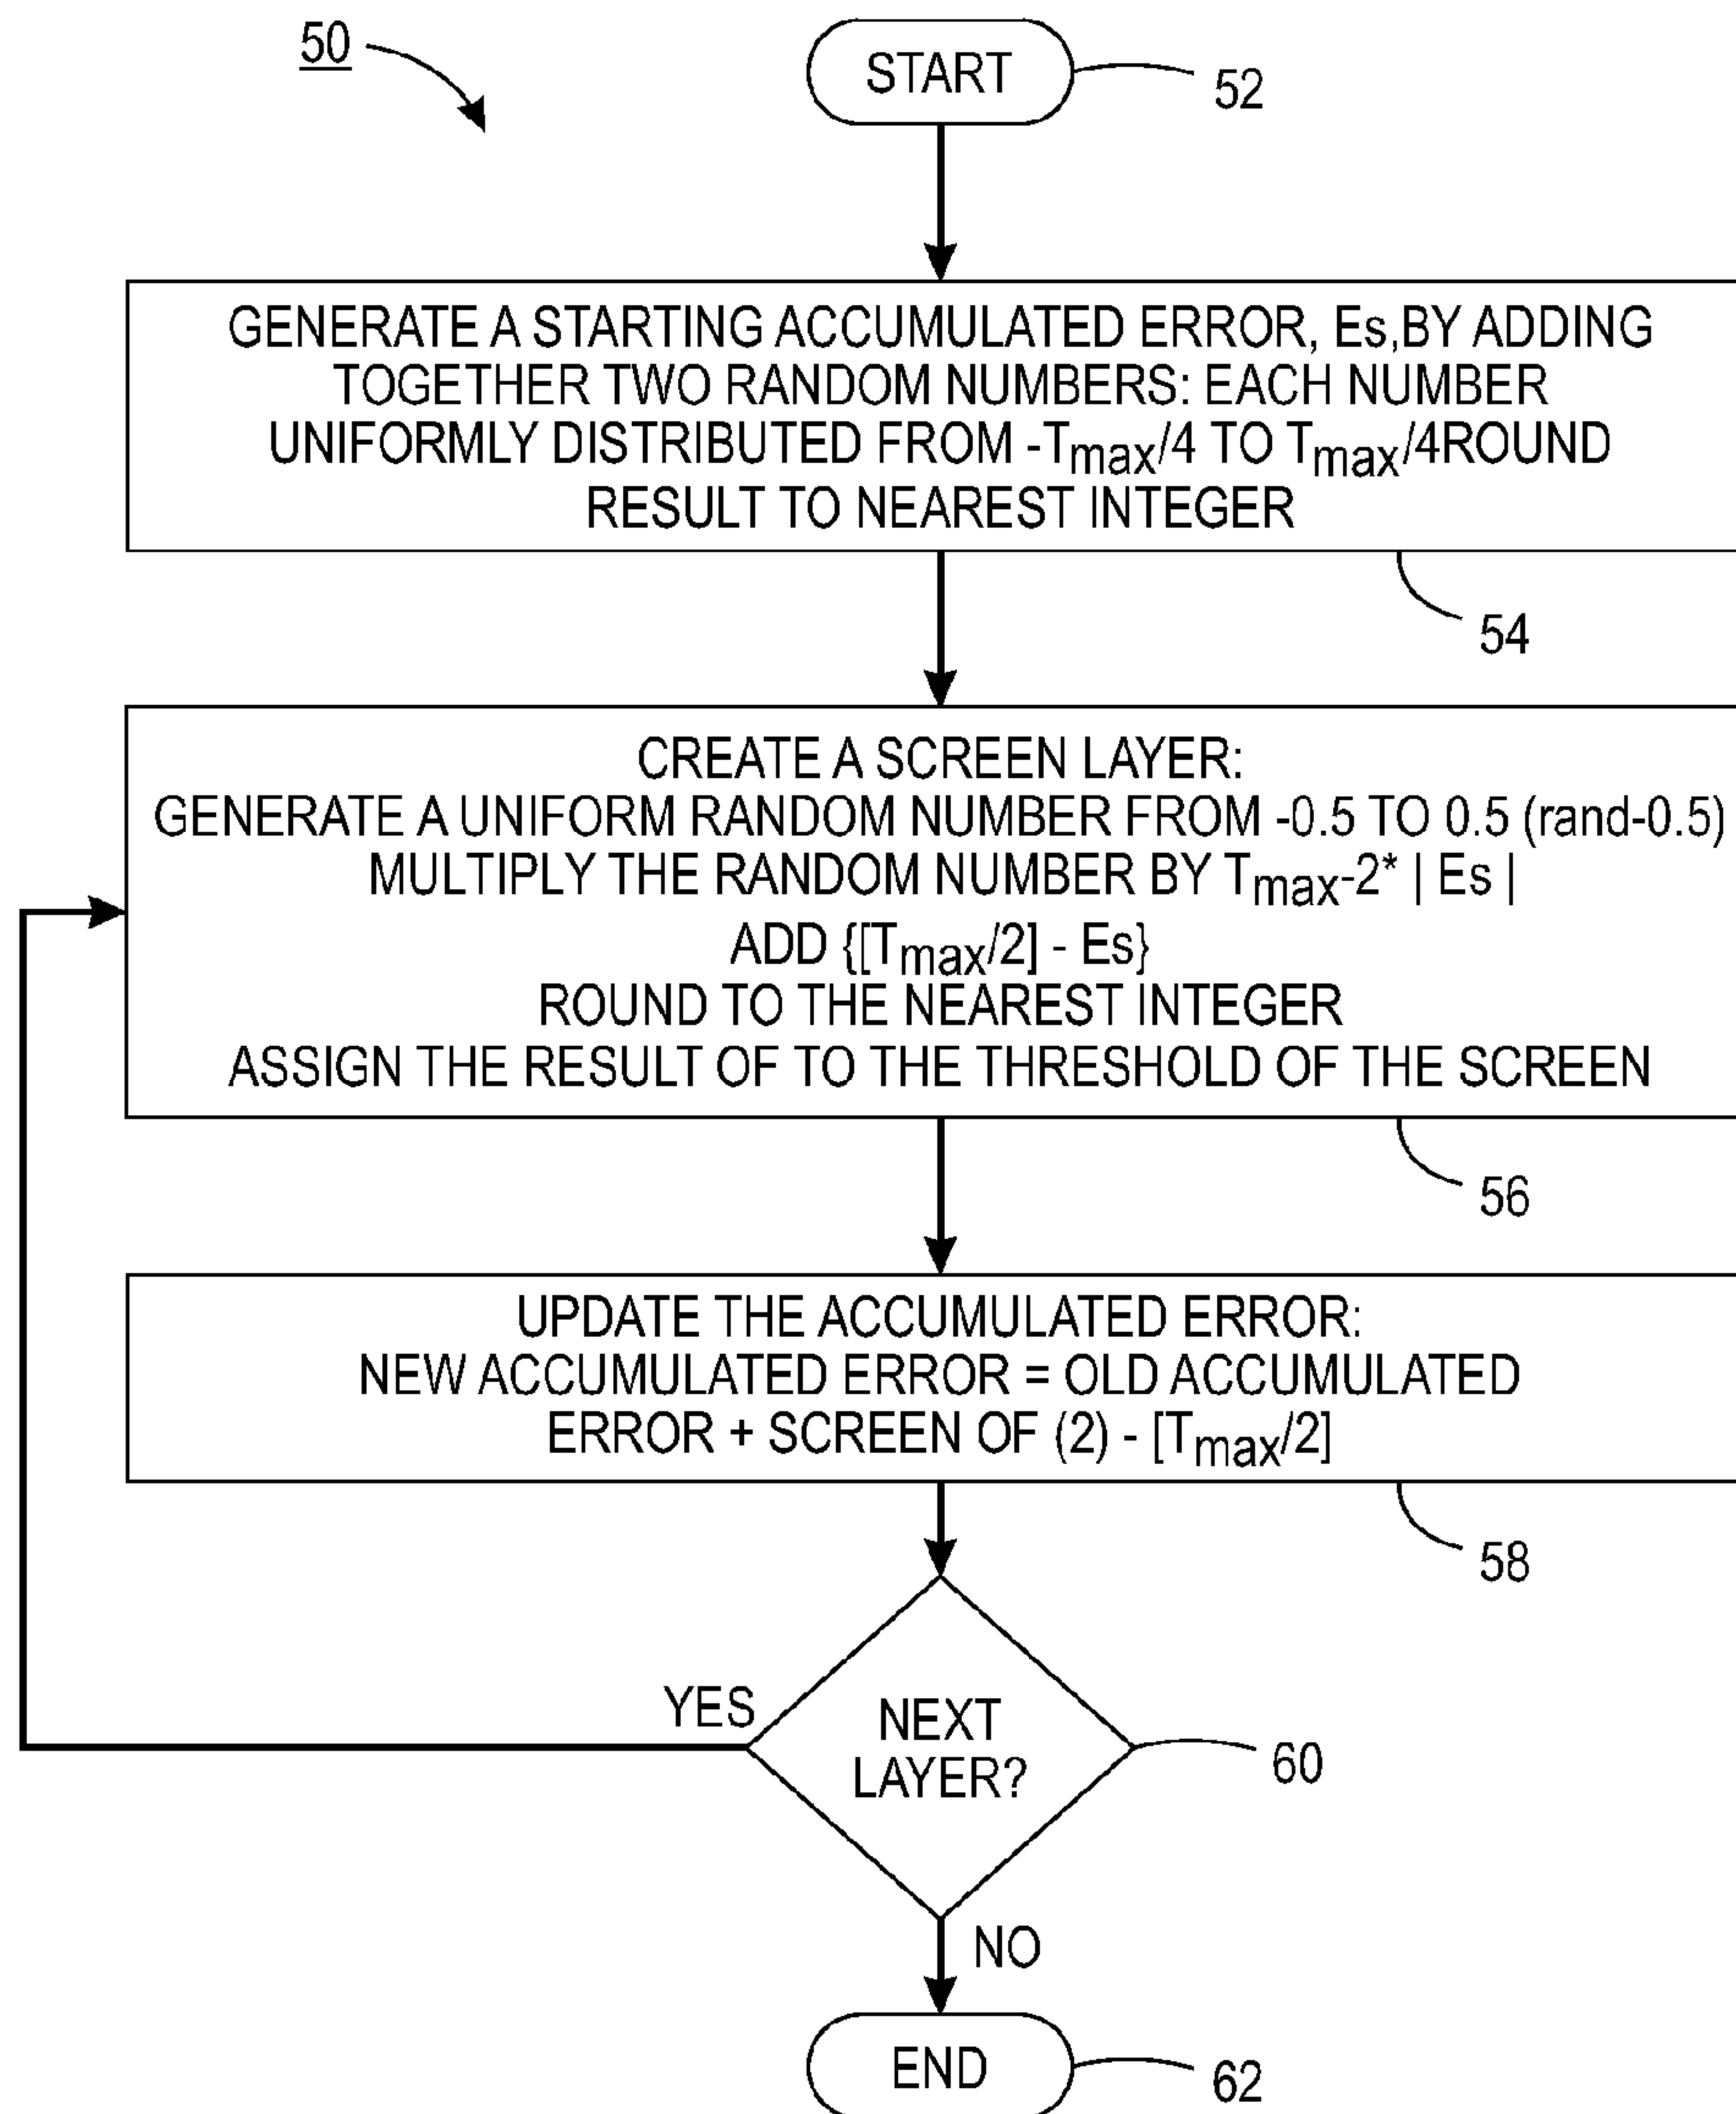 50
START
52
GENERATE A STARTING ACCUMULATED ERROR, Es,BY ADDING
TOGETHER TWO RANDOM NUMBERS: EACH NUMBER
UNIFORMLY DISTRIBUTED FROM -Tmax/4 TO Tmax/4ROUND
RESULT TO NEAREST INTEGER
54
CREATE A SCREEN LAYER:
GENERATE A UNIFORM RANDOM NUMBER FROM -0.5 TO 0.5 (rand-0.5)
MULTIPLY THE RANDOM NUMBER BY Tmax-2* | Es |
ADD {[Tmax/2] - Es}
ROUND TO THE NEAREST INTEGER
ASSIGN THE RESULT OF TO THE THRESHOLD OF THE SCREEN
56
UPDATE THE ACCUMULATED ERROR:
NEW ACCUMULATED ERROR = OLD ACCUMULATED
ERROR + SCREEN OF (2) - [Tmax/2]
58
YES
NEXT
LAYER?
60
NO
END
62